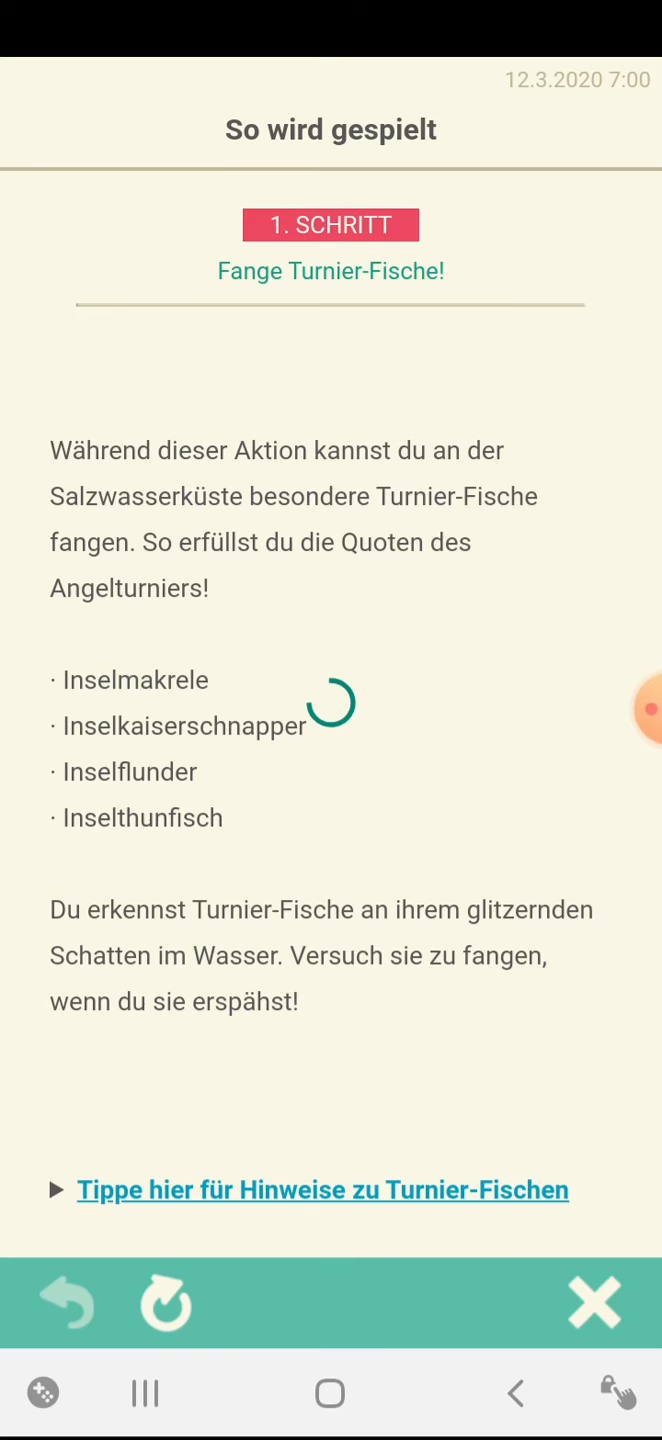 12.3.2020 7:00
So wird gespielt
1. SCHRITT
Fange Turnier-Fische!
Während dieser Aktion kannst du an der
Salzwasserküste besondere Turnier-Fische
fangen. So erfüllst du die Quoten des
Angelturniers!
· Inselmakrele
· Inselkaiserschnapper
· Inselflunder
· Inselthunfisch
Du erkennst Turnier-Fische an ihrem glitzernden
Schatten im Wasser. Versuch sie zu fangen,
wenn du sie erspähst!
Tippe hier für Hinweise zu Turnier-Fischen